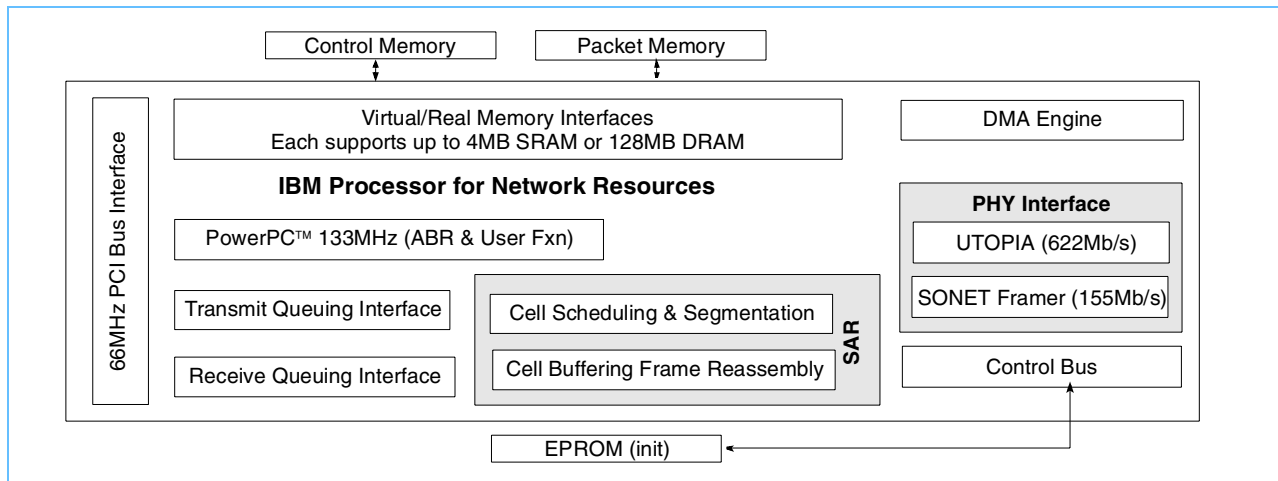 Control Memory
Packet Memory
66MHz PCI Bus Interface
Virtual/Real Memory Interfaces
Each supports up to 4MB SRAM or 128MB DRAM
DMA Engine
IBM Processor for Network Resources
PHY Interface
UTOPIA (622Mb/s)
SONET Framer (155Mb/s)
PowerPC™ 133MHz (ABR & User Fxn)
Transmit Queuing Interface
Receive Queuing Interface
Cell Scheduling & Segmentation
Cell Buffering Frame Reassembly
SAR
Control Bus
EPROM (init)